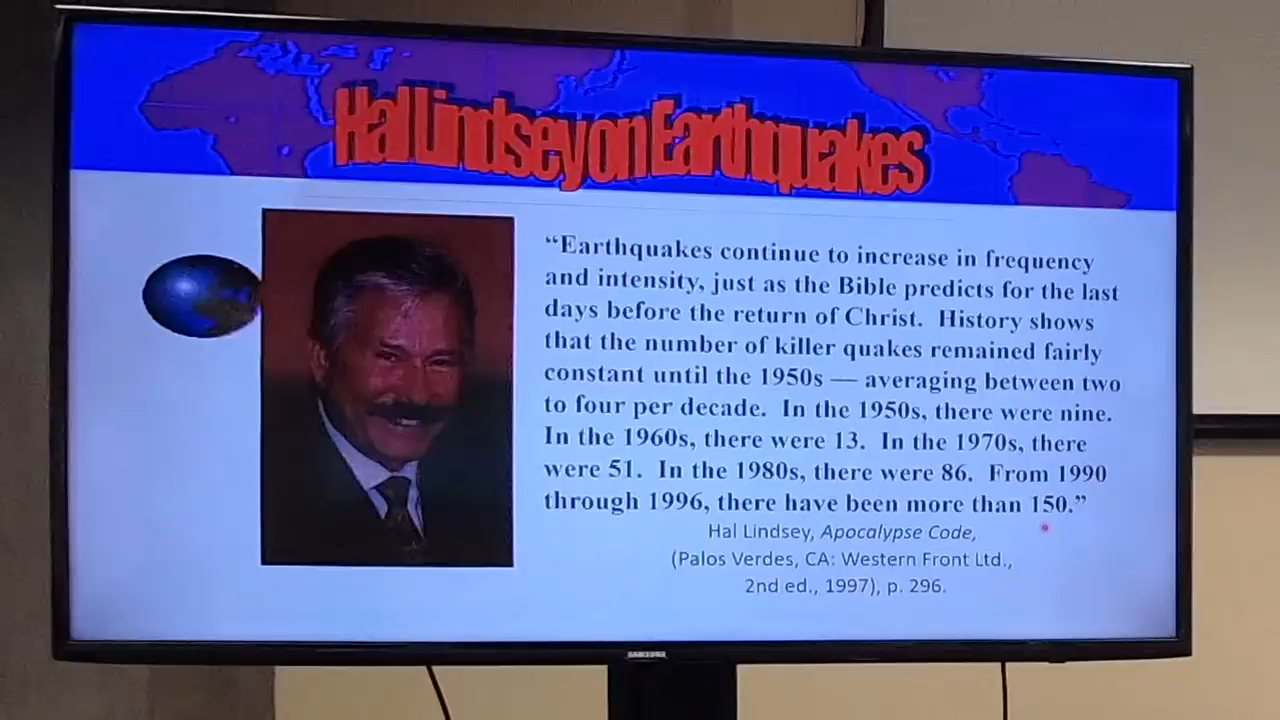 Hal Lindsey on Earthquakes
“Earthquakes continue to increase in frequency
and intensity, just as the Bible predicts for the last
days before the return of Christ.  History shows
that the number of killer quakes remained fairly
constant until the 1950s — averaging between two
to four per decade.  In the 1950s, there were nine.
In the 1960s, there were 13.  In the 1970s, there
were 51.  In the 1980s, there were 86.  From 1990
through 1996, there have been more than 150.”
Hal Lindsey, Apocalypse Code,
(Palos Verdes, CA: Western Front Ltd.,
2nd ed., 1997), p. 296.
SAMSUNG